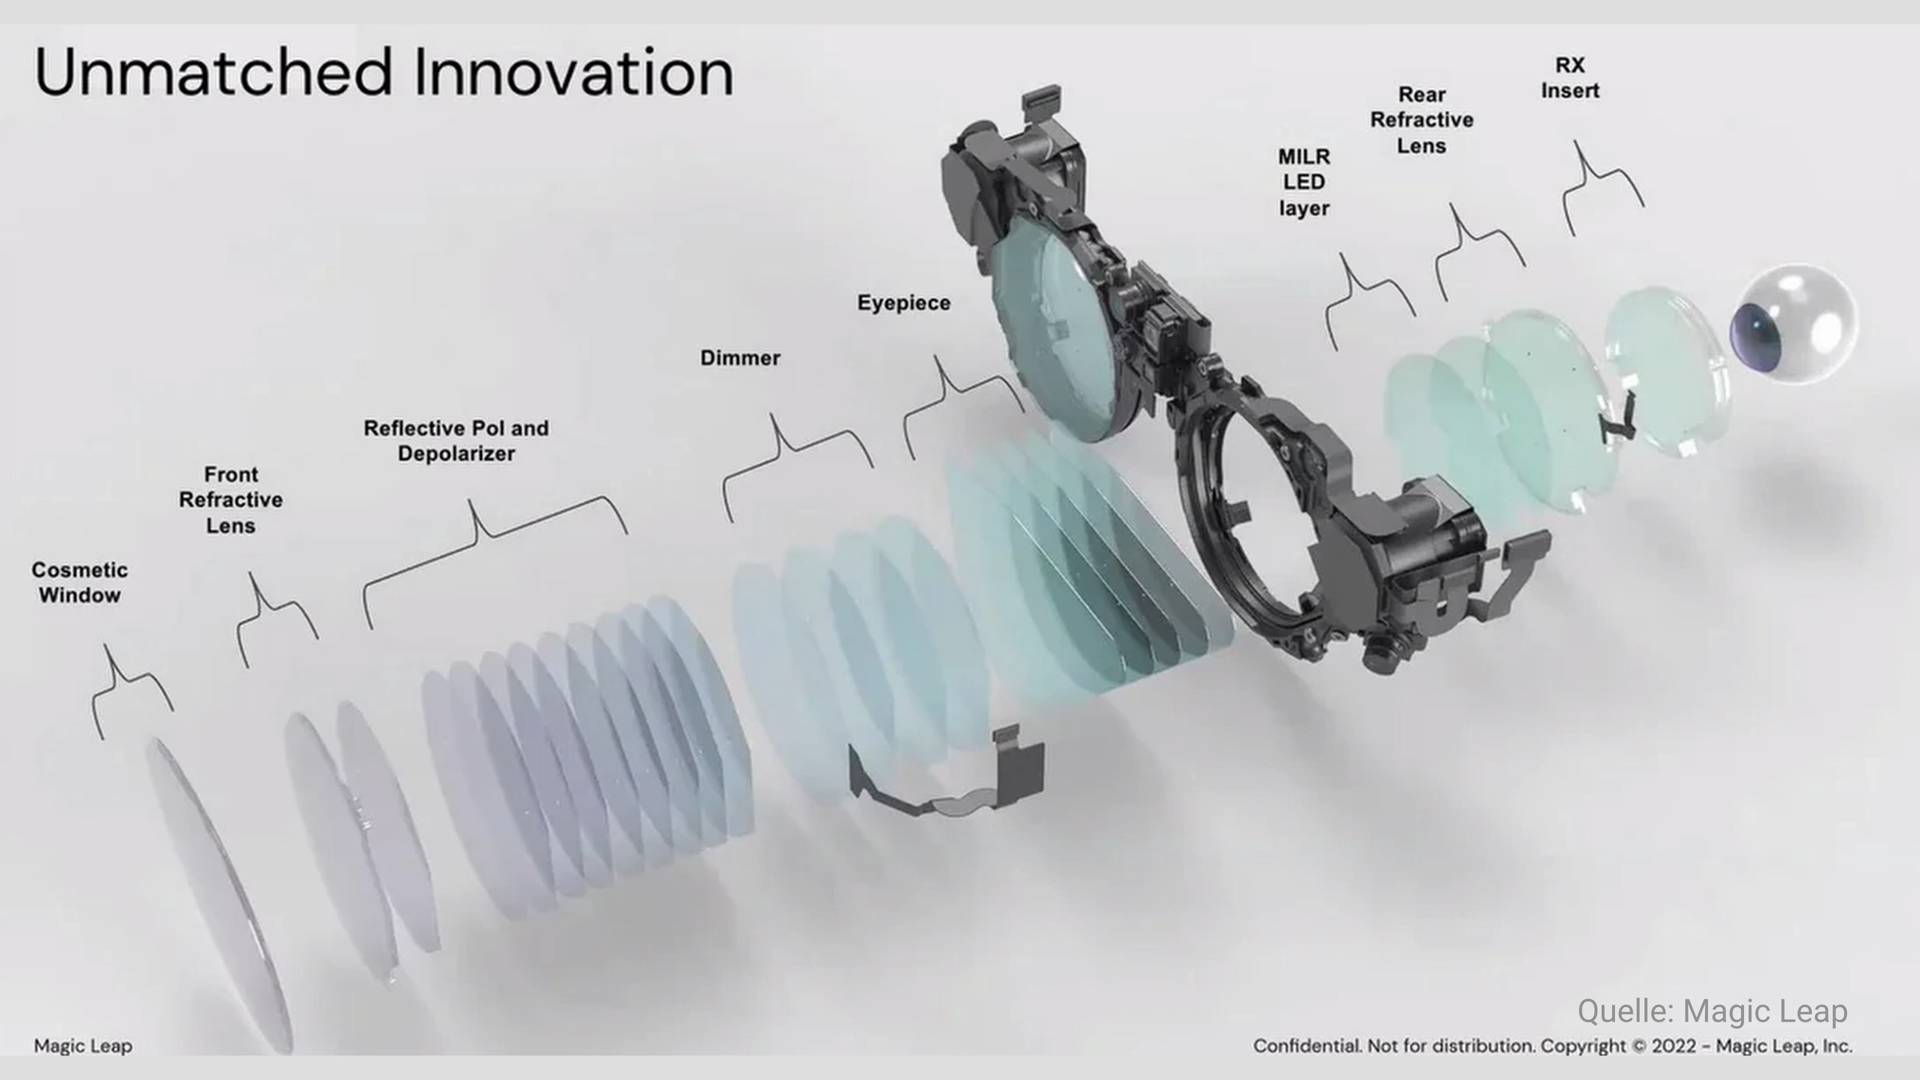 Unmatched Innovation
RX
Insert
Rear
Refractive
Lens
MILR
LED
layer
Eyepiece
Dimmer
Reflective Pol and
Depolarizer
Front
Refractive
Lens
Cosmetic
Window
Quelle: Magic Leap
Magic Leap
Confidential. Not for distribution. Copyright © 2022 - Magic Leap, Inc.